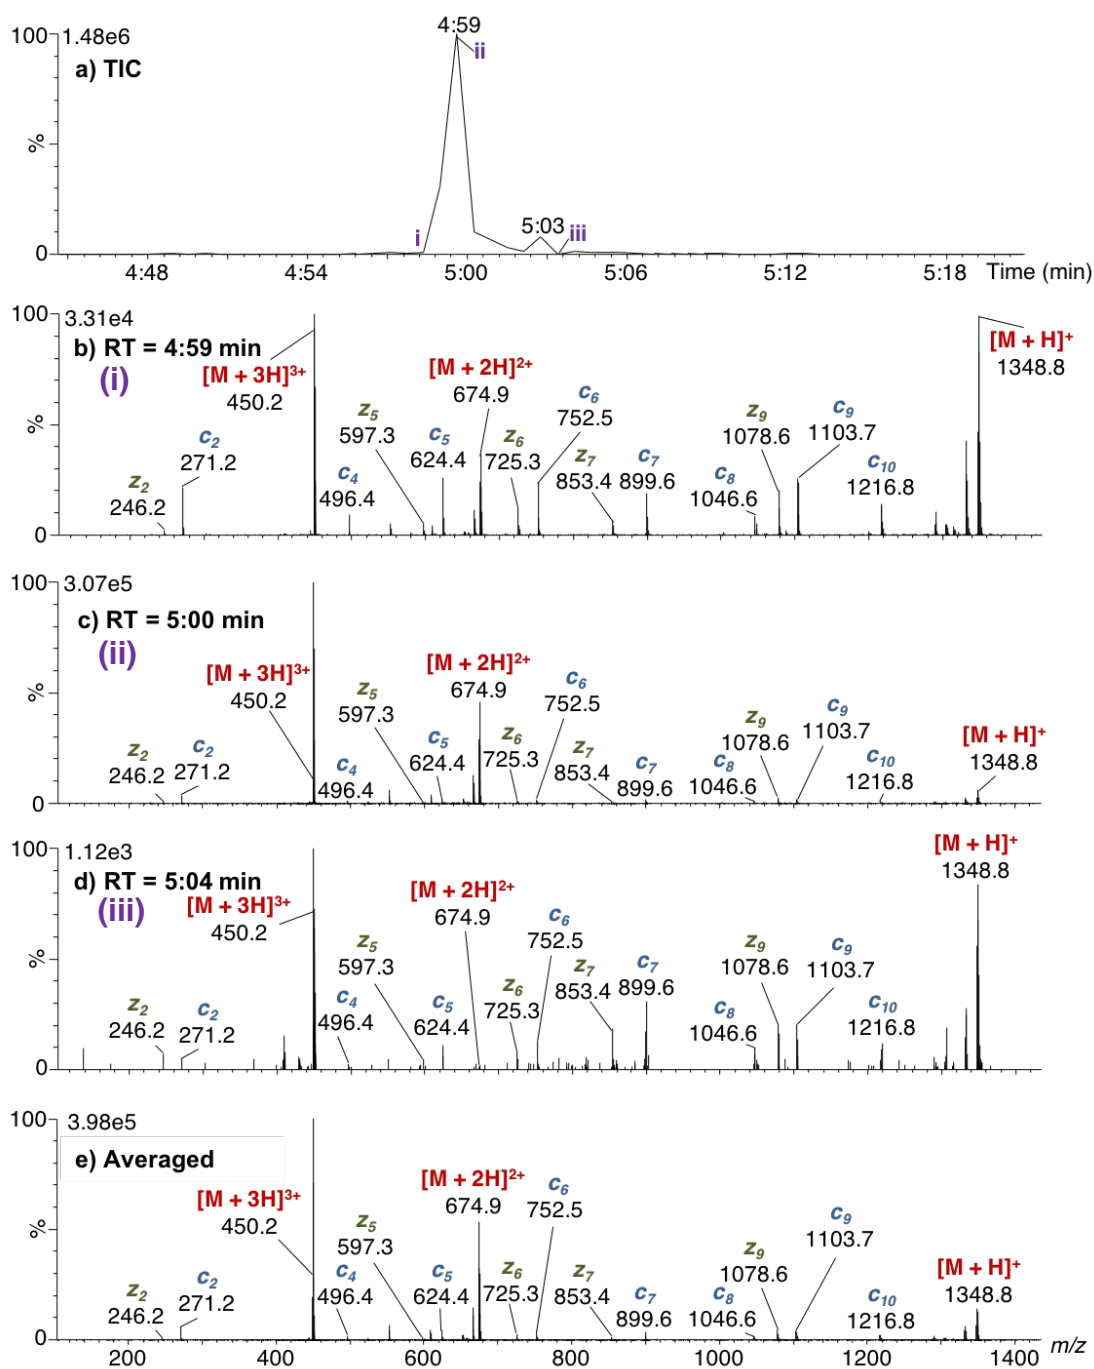 100 1.48e6 4:59
ii
a) TIC
%
5:03
i iii
0
4:48 4:54 5:00 5:06 5:12 5:18 Time (min)
100 3.31e4
b) RT = 4:59 min [M + H]+
(i) [M + 3H]3+ [M + 2H]2+ 1348.8
450.2 674.9 c6
z5 752.5 z9 c9
% 597.3 c5 z6 1078.6 1103.7
c2 624.4 725.3 z7 c7 c10
271.2 c4 853.4 899.6 c8 1216.8
z2 496.4 1046.6
246.2
0
100 3.07e5
c) RT = 5:00 min
(ii) [M + 2H]2+
[M + 3H]3+ 674.9 c6
450.2 z5 752.5 c9
% 597.3 z9 1103.7 [M + H]+
c5 z6 1078.6 1348.8
z2 c2 c4 624.4 725.3 z7 c7 c8 c10
246.2 271.2 496.4 853.4 899.6 1046.6 1216.8
0
100 1.12e3 [M + H]+
d) RT = 5:04 min 1348.8
(iii) [M + 3H]3+ [M + 2H]2+
450.2 674.9 c6
z5 752.5 z9 c9
% 597.3 z7 c7 1078.6 1103.7
z6 853.4 899.6
z2 c2 c4 c5 725.3 c8 c10
246.2 271.2 496.4 624.4 1046.6 1216.8
0
100 3.98e5
e) Averaged
[M + 3H]3+ [M + 2H]2+ c6
450.2 674.9 752.5 c9
% z5 1103.7
597.3 z9
z2 c2 c4 c5 z6 z7 1078.6 [M + H]+
246.2 271.2 496.4 624.4 725.3 853.4 c7 c8 c10 1348.8
899.6 1046.6 1216.8
0
200 400 600 800 1000 1200 1400 m/z